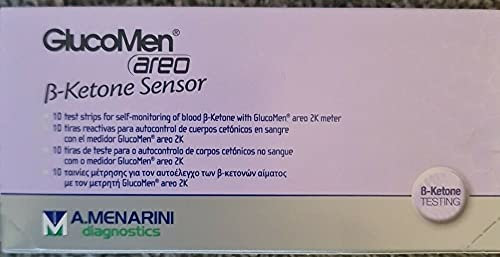 GlucoMen®
areo
β-Ketone Sensor
10 test strips for self-monitoring of blood β-Ketone with GlucoMen® areo 2K meter
10 tiras reactivas para autocontrol de cuerpos cetónicos en sangre
con el medidor GlucoMen® areo 2K
10 tiras de teste para o autocontrolo de corpos cetónicos no sangue
com o medidor GlucoMen® areo 2K
10 ταινίες μέτρησης για τον αυτοέλεγχο των β-κετονών αίματος
με τον μετρητή GlucoMen® areo 2K
β-Ketone
TESTING
A.MENARINI
diagnostics